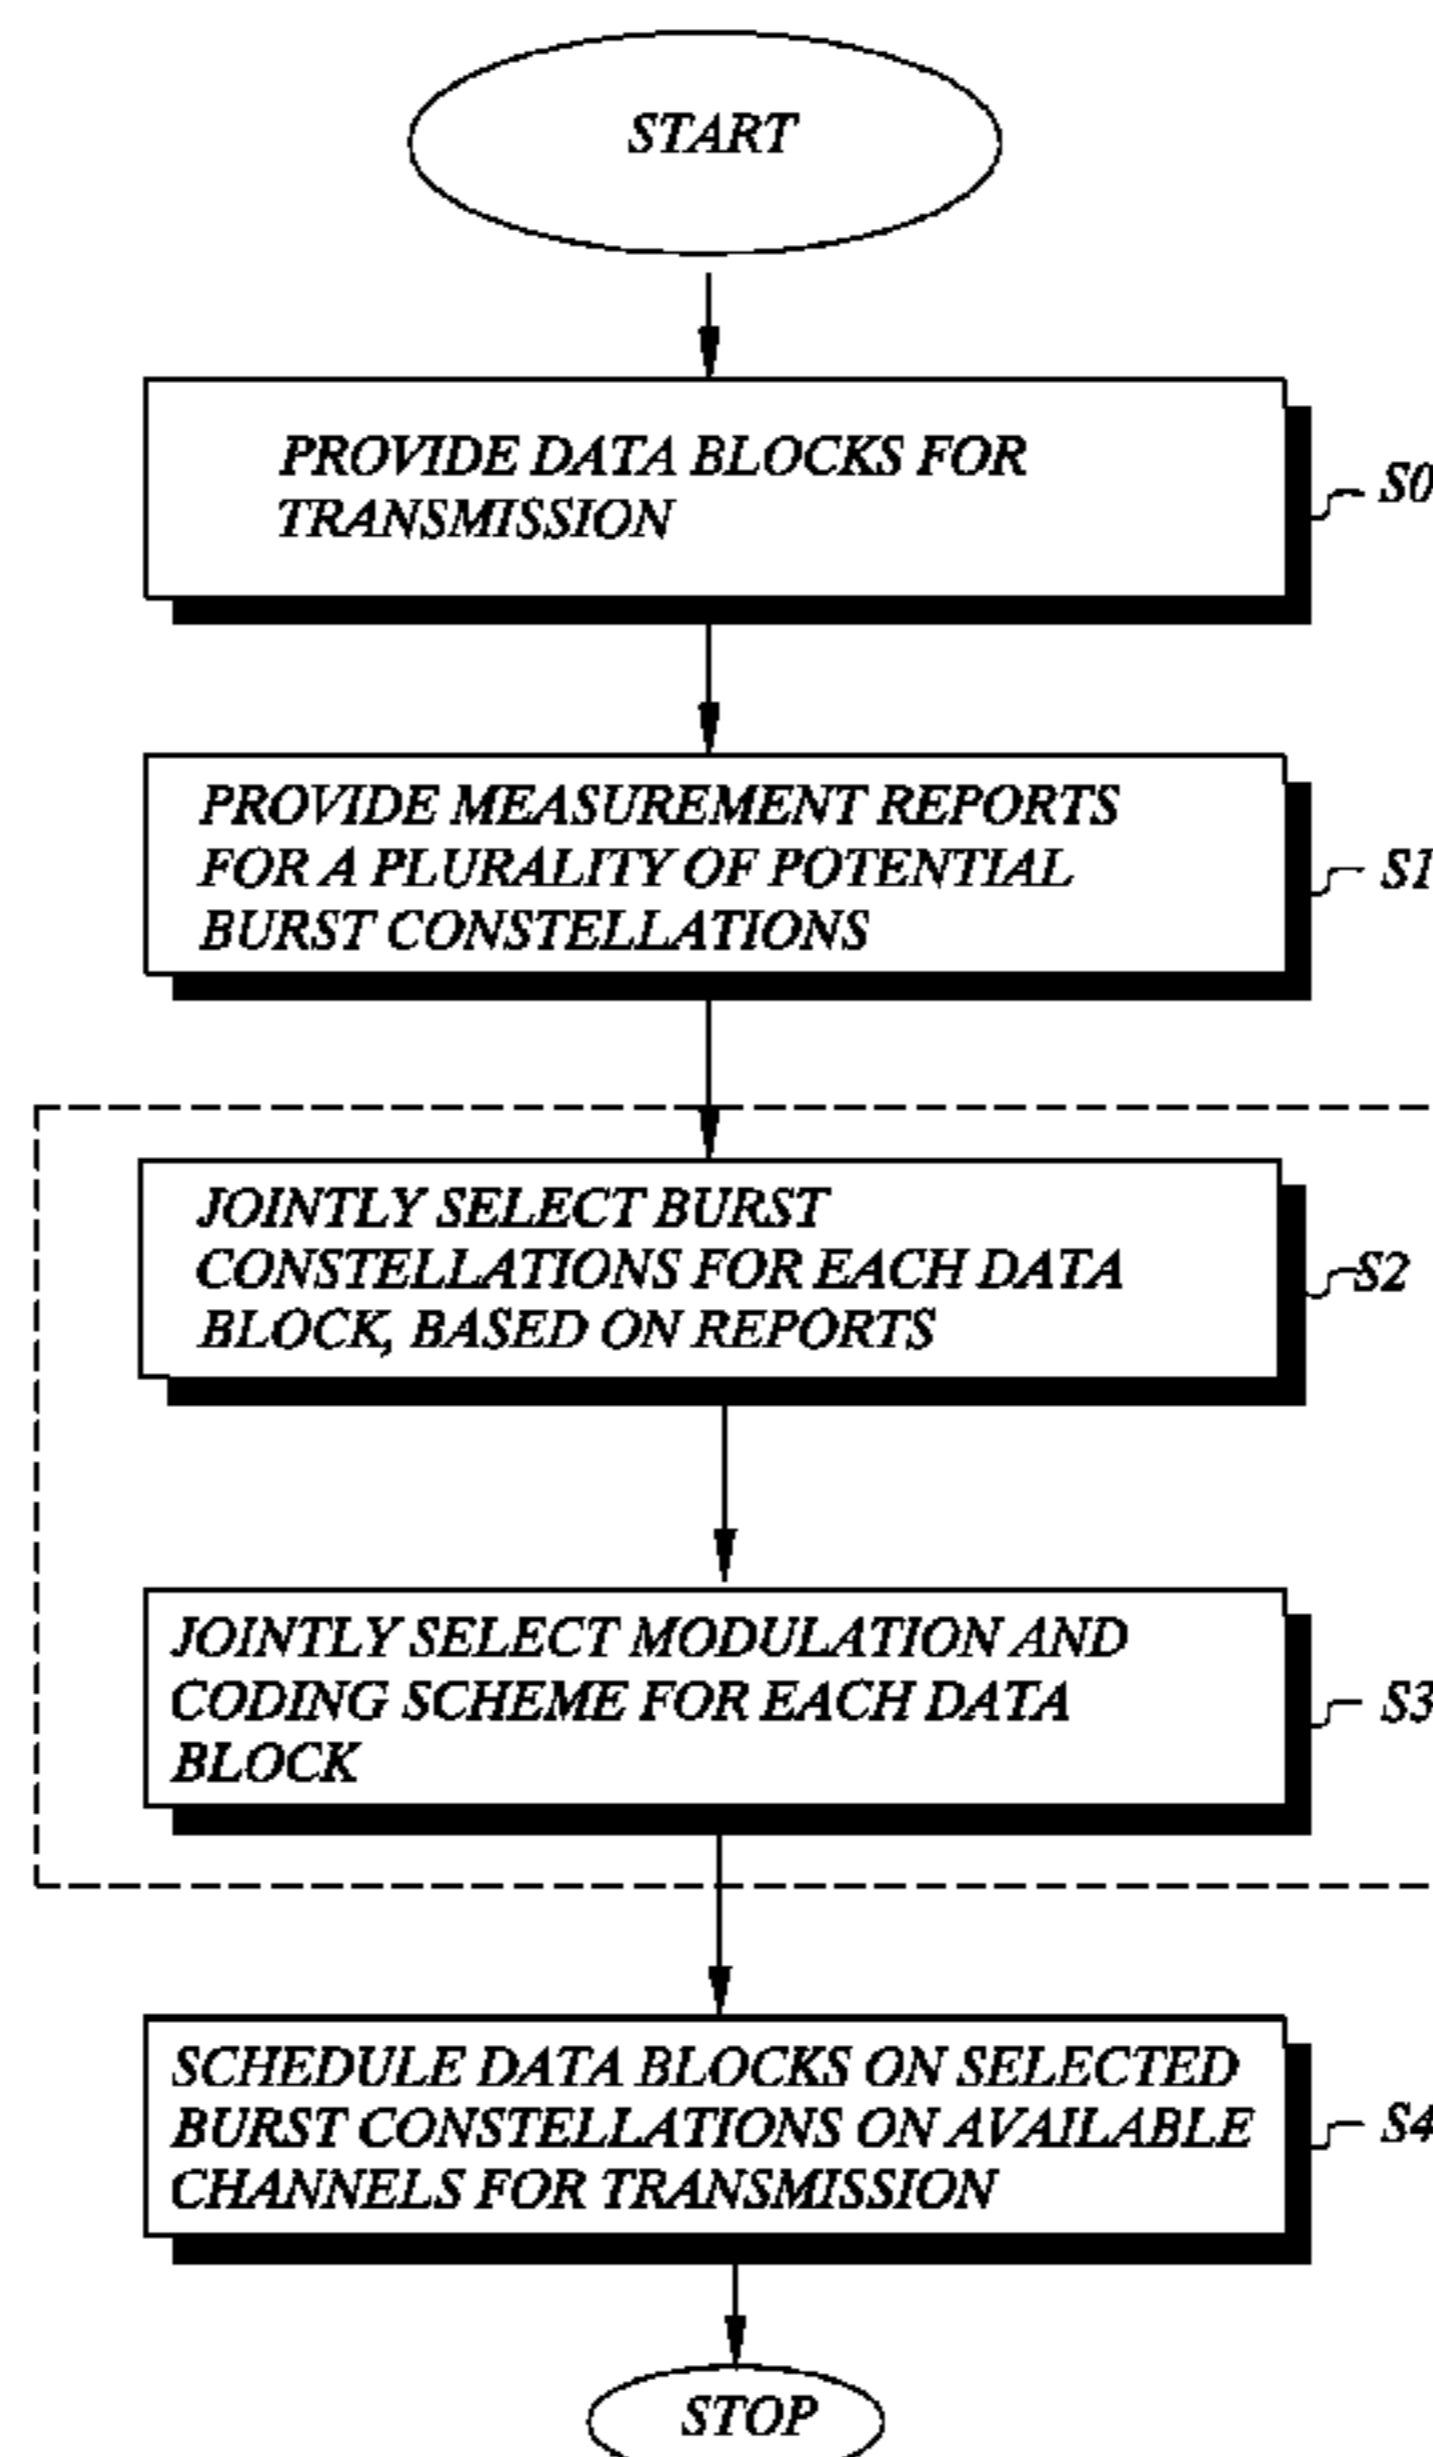 START
PROVIDE DATA BLOCKS FOR
TRANSMISSION
S0
PROVIDE MEASUREMENT REPORTS
FOR A PLURALITY OF POTENTIAL
BURST CONSTELLATIONS
S1
JOINTLY SELECT BURST
CONSTELLATIONS FOR EACH DATA
BLOCK, BASED ON REPORTS
S2
JOINTLY SELECT MODULATION AND
CODING SCHEME FOR EACH DATA
BLOCK
S3
SCHEDULE DATA BLOCKS ON SELECTED
BURST CONSTELLATIONS ON AVAILABLE
CHANNELS FOR TRANSMISSION
S4
STOP